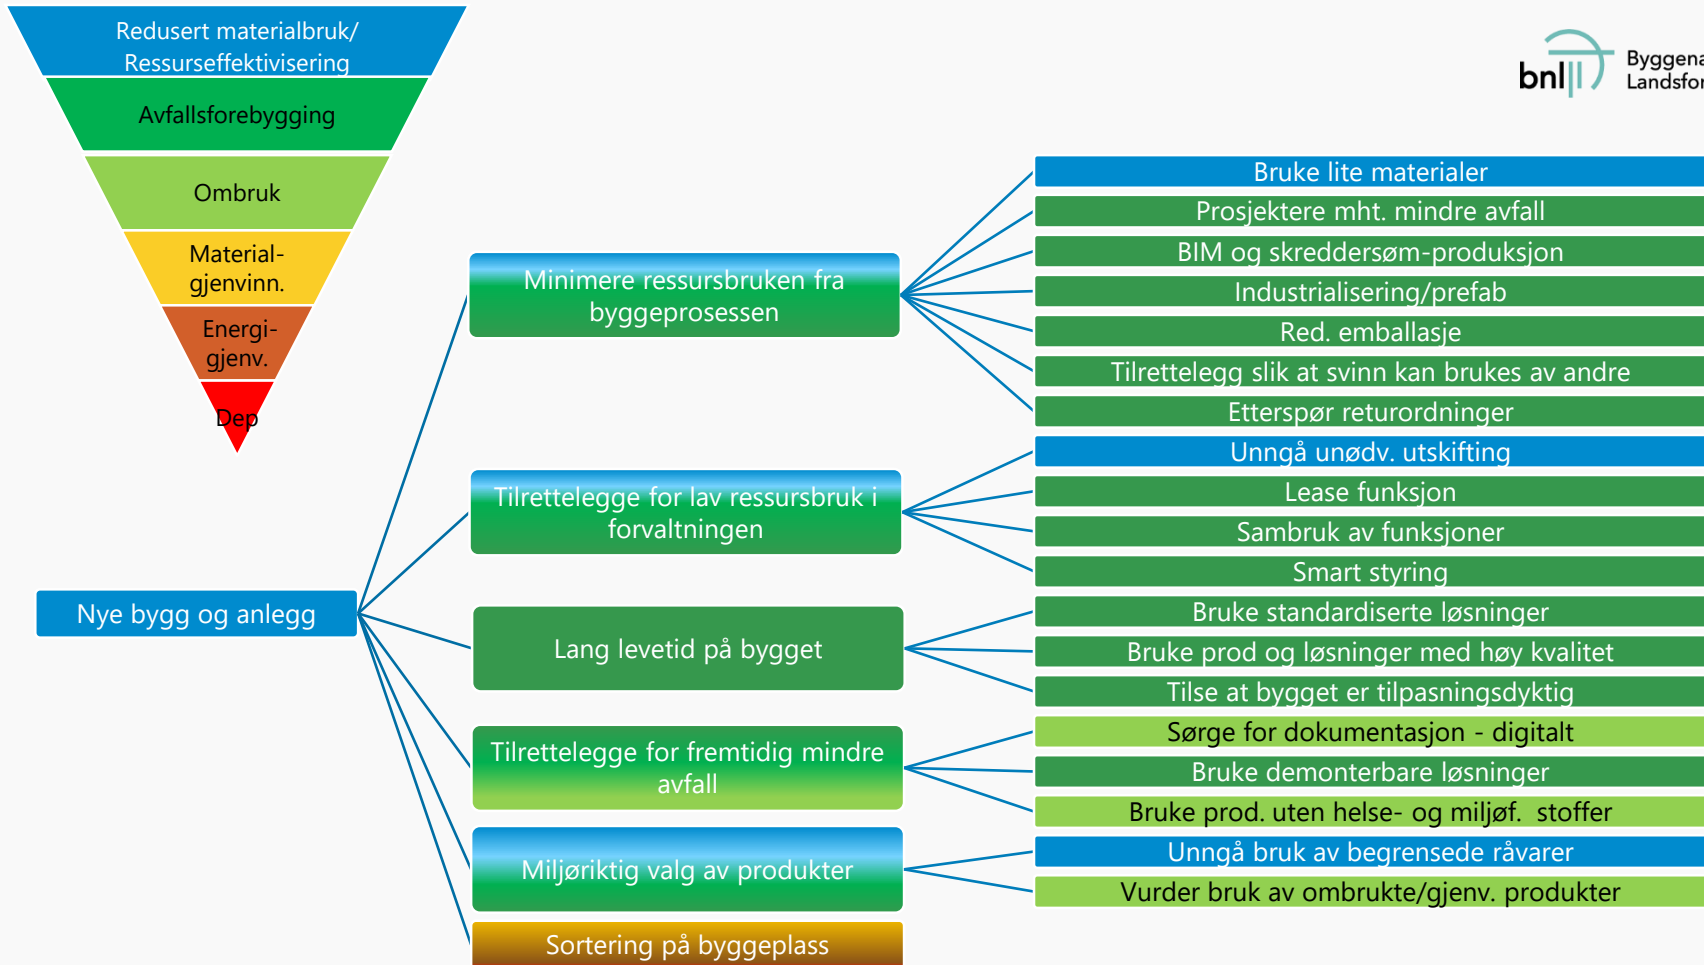 Redusert materialbruk/
Ressurseffektivisering
Avfallsforebygging
Ombruk
Material-
gjenvinn.
Energi-
gjenv.
Dep
bnl
Byggena
Landsfor
Nye bygg og anlegg
Minimere ressursbruken fra
byggeprosessen
Bruke lite materialer
Prosjektere mht. mindre avfall
BIM og skreddersøm-produksjon
Industrialisering/prefab
Red. emballasje
Tilrettelegg slik at svinn kan brukes av andre
Etterspør returordninger
Tilrettelegge for lav ressursbruk i
forvaltningen
Unngå unødv. utskifting
Lease funksjon
Sambruk av funksjoner
Smart styring
Lang levetid på bygget
Bruke standardiserte løsninger
Bruke prod og løsninger med høy kvalitet
Tilse at bygget er tilpasningsdyktig
Tilrettelegge for fremtidig mindre
avfall
Sørge for dokumentasjon - digitalt
Bruke demonterbare løsninger
Bruke prod. uten helse- og miljøf. stoffer
Miljøriktig valg av produkter
Unngå bruk av begrensede råvarer
Vurder bruk av ombrukte/gjenv. produkter
Sortering på byggeplass